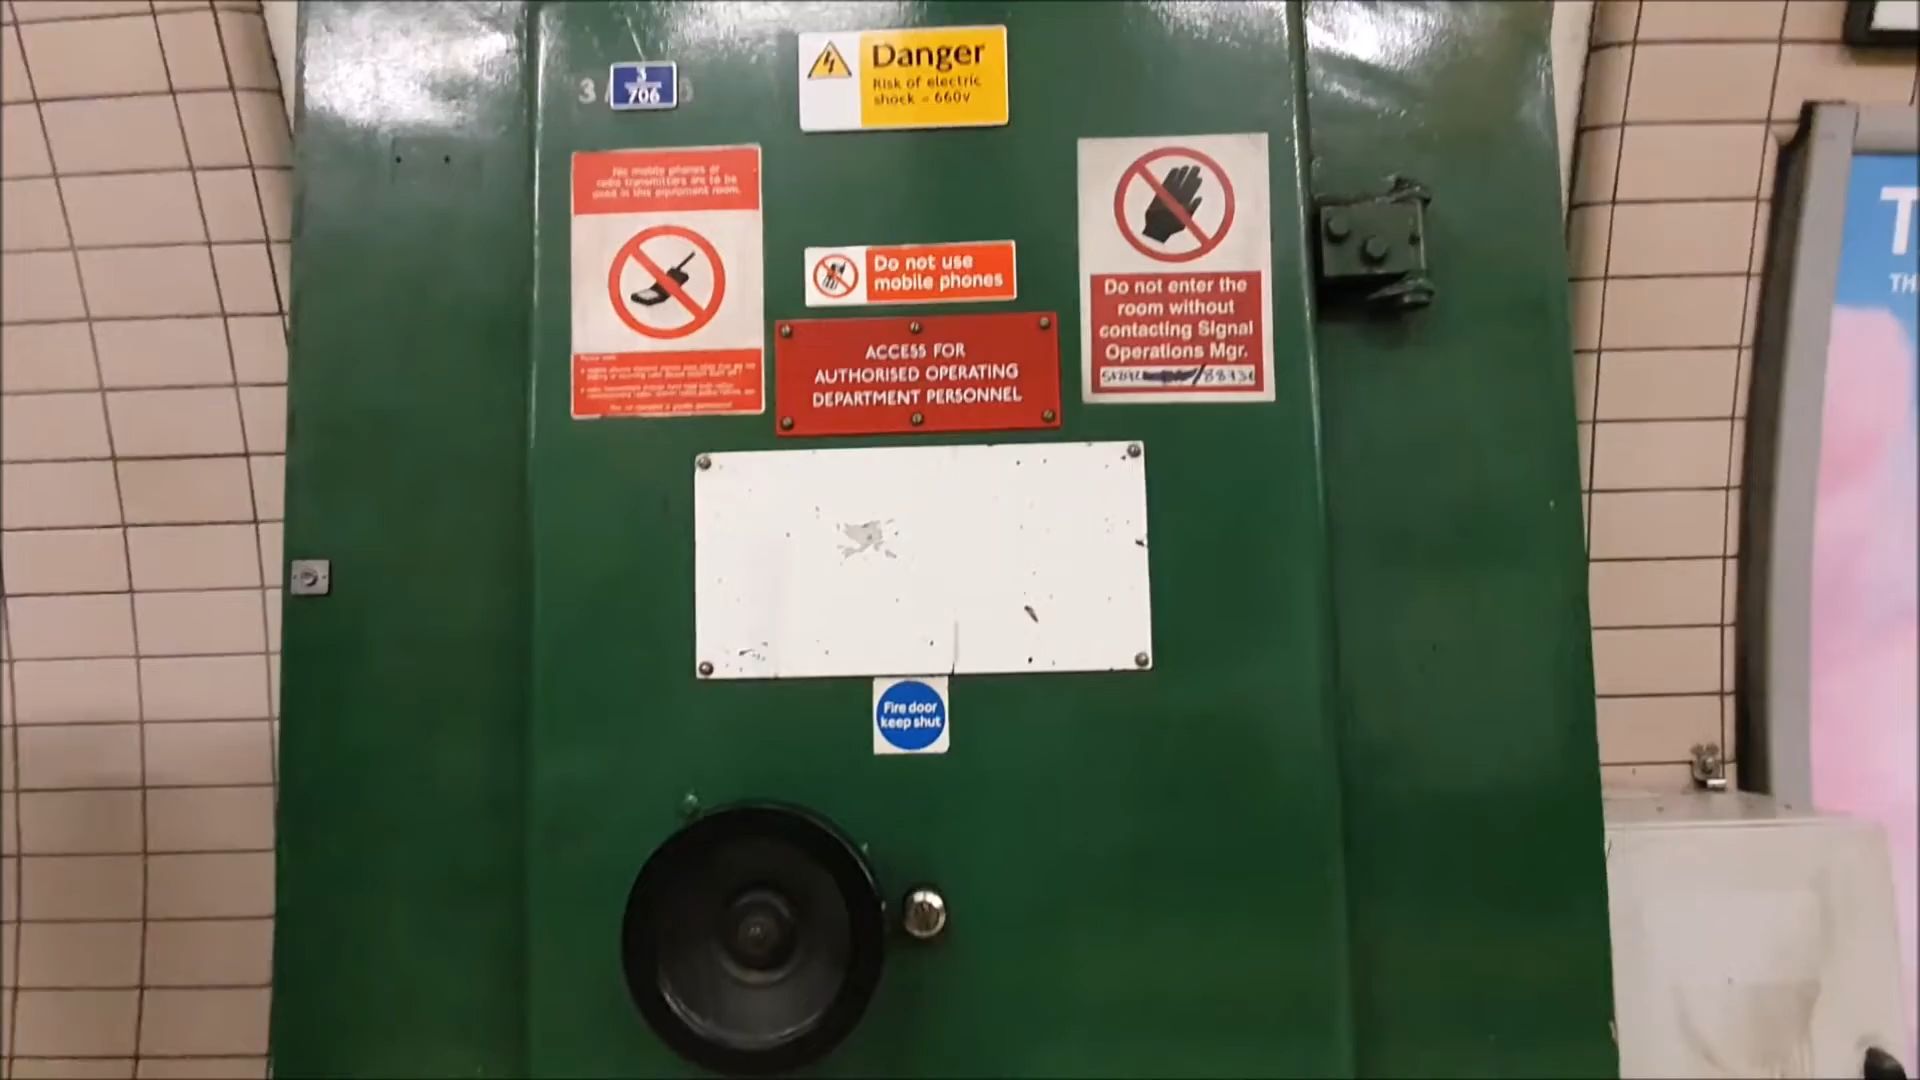 3
706
Danger
Risk of electric
shock = 660v
No mobile phones or
radio transmitters are to be
used in this equipment room.
Do not use
mobile phones
Do not enter the
room without
contacting Signal
Operations Mgr.
ACCESS FOR
AUTHORISED OPERATING
DEPARTMENT PERSONNEL
Fire door
keep shut
T
TH